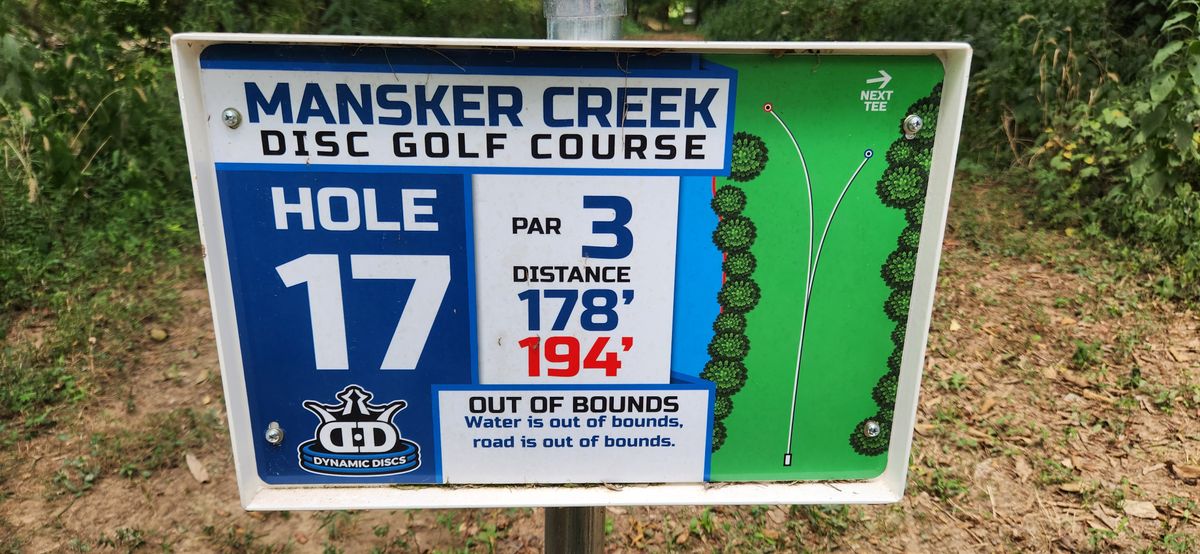 MANSKER CREEK
DISC GOLF COURSE
HOLE
17
PAR 3
DISTANCE
178’
194’
OUT OF BOUNDS
Water is out of bounds,
road is out of bounds.
DD
DYNAMIC DISCS
NEXT
TEE